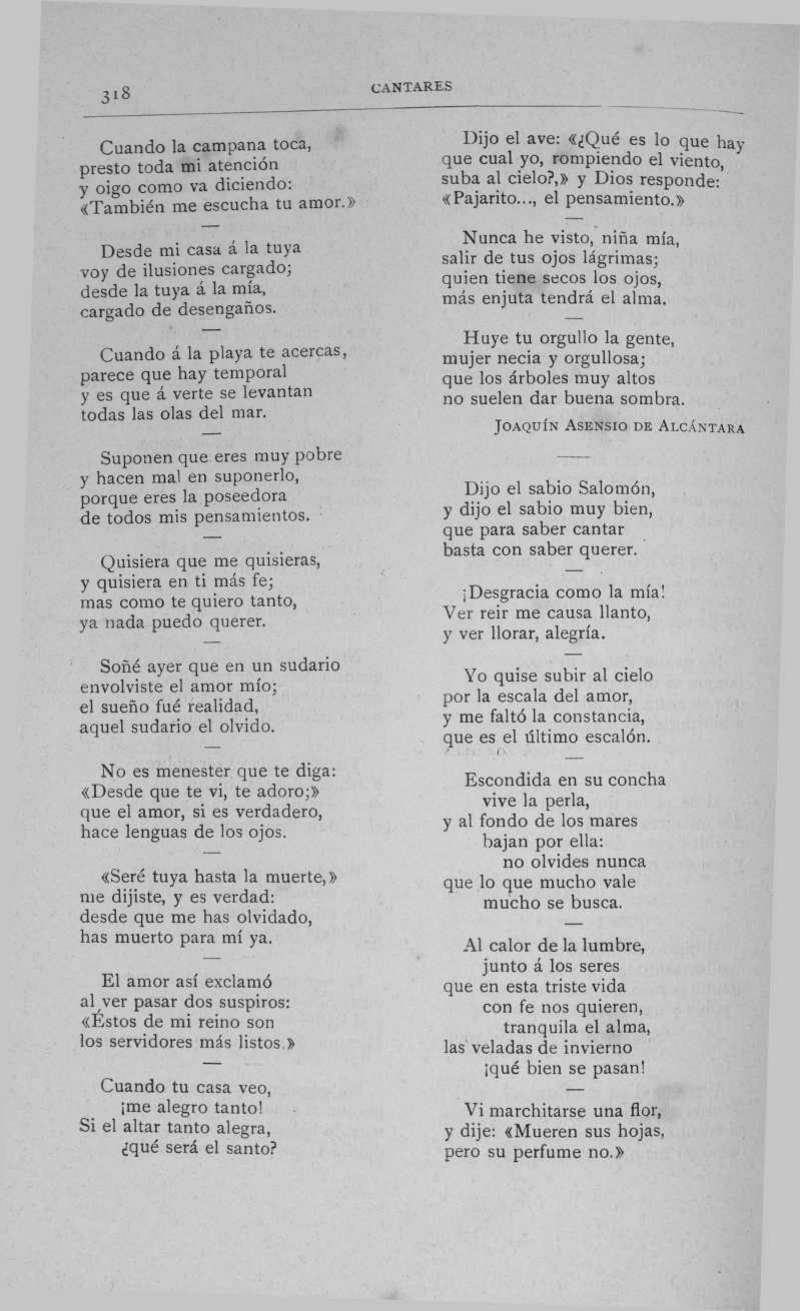 318
CANTARES
Cuando la campana toca,
presto toda mi atención
y oigo como va diciendo:
«También me escucha tu amor.»
Desde mi casa á la tuya
voy de ilusiones cargado;
desde la tuya á la mía,
cargado de desengaños.
Cuando á la playa te acercas,
parece que hay temporal
y es que á verte se levantan
todas las olas del mar.
Suponen que eres muy pobre
y hacen mal en suponerlo,
porque eres la poseedora
de todos mis pensamientos.
Quisiera que me quisieras,
y quisiera en ti más fe;
mas como te quiero tanto,
ya nada puedo querer.
Soñé ayer que en un sudario
envolviste el amor mío;
el sueño fué realidad,
aquel sudario el olvido.
No es menester que te diga:
«Desde que te vi, te adoro;»
que el amor, si es verdadero,
hace lenguas de los ojos.
«Seré tuya hasta la muerte,»
me dijiste, y es verdad:
desde que me has olvidado,
has muerto para mí ya.
El amor así exclamó
al ver pasar dos suspiros:
«Éstos de mi reino son
los servidores más listos.»
Cuando tu casa veo,
¡me alegro tanto!
Si el altar tanto alegra,
¿qué será el santo?
Dijo el ave: «¿Qué es lo que hay
que cual yo, rompiendo el viento,
suba al cielo?,» y Dios responde:
«Pajarito..., el pensamiento.»
Nunca he visto, niña mía,
salir de tus ojos lágrimas;
quien tiene secos los ojos,
más enjuta tendrá el alma.
Huye tu orgullo la gente,
mujer necia y orgullosa;
que los árboles muy altos
no suelen dar buena sombra.
JOAQUÍN ASENSIO DE ALCÁNTARA
Dijo el sabio Salomón,
y dijo el sabio muy bien,
que para saber cantar
basta con saber querer.
¡Desgracia como la mía!
Ver reir me causa llanto,
y ver llorar, alegría.
Yo quise subir al cielo
por la escala del amor,
y me faltó la constancia,
que es el último escalón.
Escondida en su concha
vive la perla,
y al fondo de los mares
bajan por ella:
no olvides nunca
que lo que mucho vale
mucho se busca.
Al calor de la lumbre,
junto á los seres
que en esta triste vida
con fe nos quieren,
tranquila el alma,
las veladas de invierno
¡qué bien se pasan!
Vi marchitarse una flor,
y dije: «Mueren sus hojas,
pero su perfume no.»